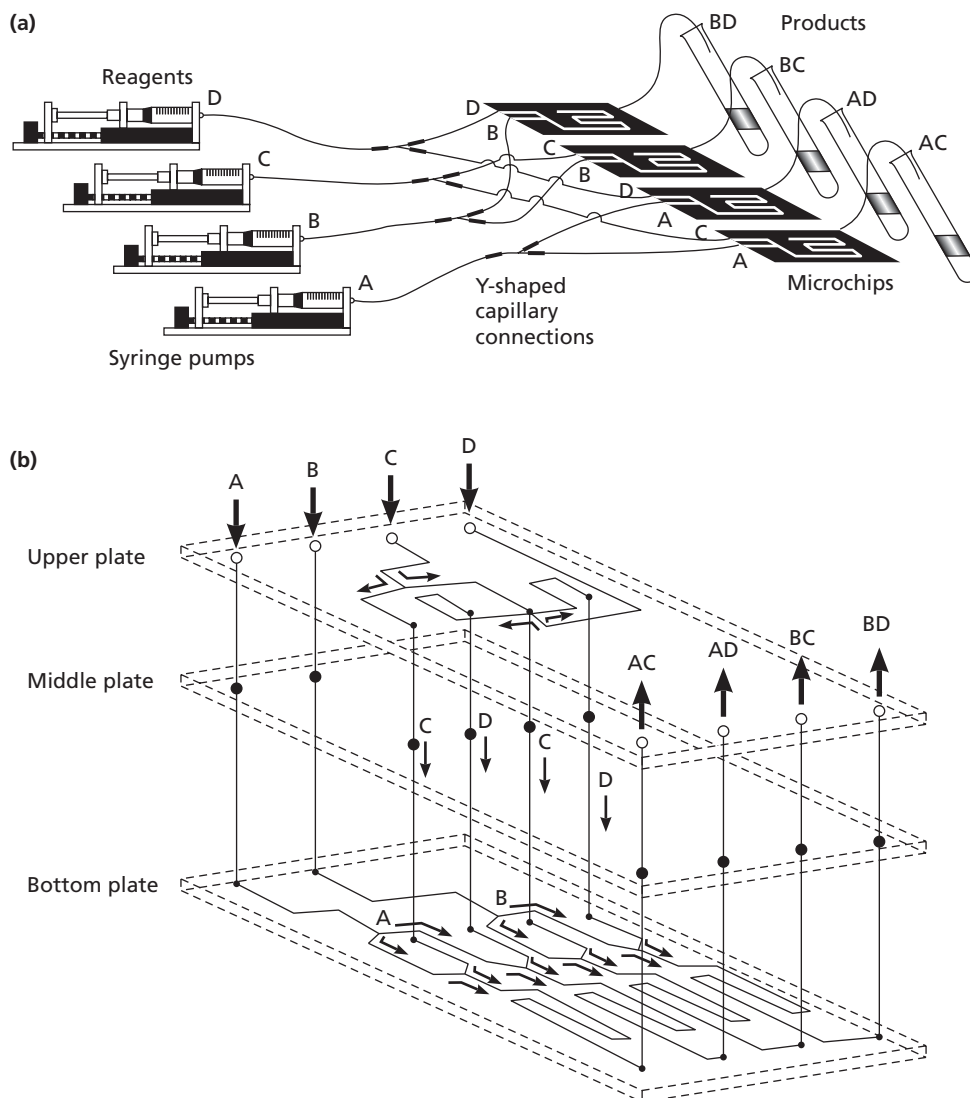 (a)
BD
Products
Reagents
BC
D
D
AD
B
C
C
AC
B
D
B
A
C
A
A
Y-shaped
capillary
connections
Microchips
Syringe pumps
(b)
A
B
C
D
Upper plate
AC
AD
BC
BD
Middle plate
C
D
C
D
Bottom plate
A
B